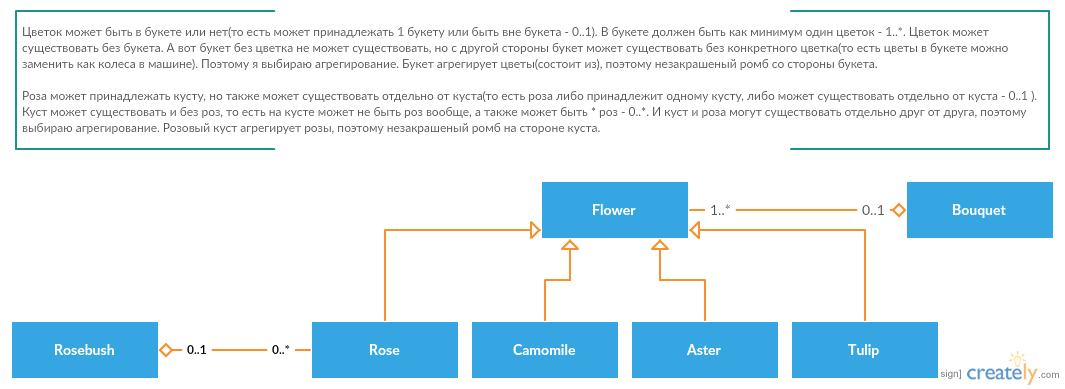 Цветок может быть в букете или нет(то есть может принадлежать 1 букету или быть вне букета - 0..1). В букете должен быть как минимум один цветок - 1..*. Цветок может
существовать без букета. А вот букет без цветка не может существовать, но с другой стороны букет может существовать без конкретного цветка(то есть цветы в букете можно
заменить как колеса в машине). Поэтому я выбираю агрегирование. Букет агрегирует цветы(состоит из), поэтому незакрашеный ромб со стороны букета.
Роза может принадлежать кусту, но также может существовать отдельно от куста(то есть роза либо принадлизит одному кусту, либо может существовать отдельно от куста - 0..1 ).
Куст может существовать и без роз, то есть на кусте может не быть роз вообще, а также может быть * роз - 0..*. И куст и роза могут существовать отдельно друг от друга, поэтому
выбираю агрегирование. Розовый куст агрегирует розы, поэтому незакрашеный ромб на стороне куста.
Flower 1..* 0..1 Bouquet
Rosebush 0..1 0..* Rose Camomile Aster Tulip
sign] creately.com